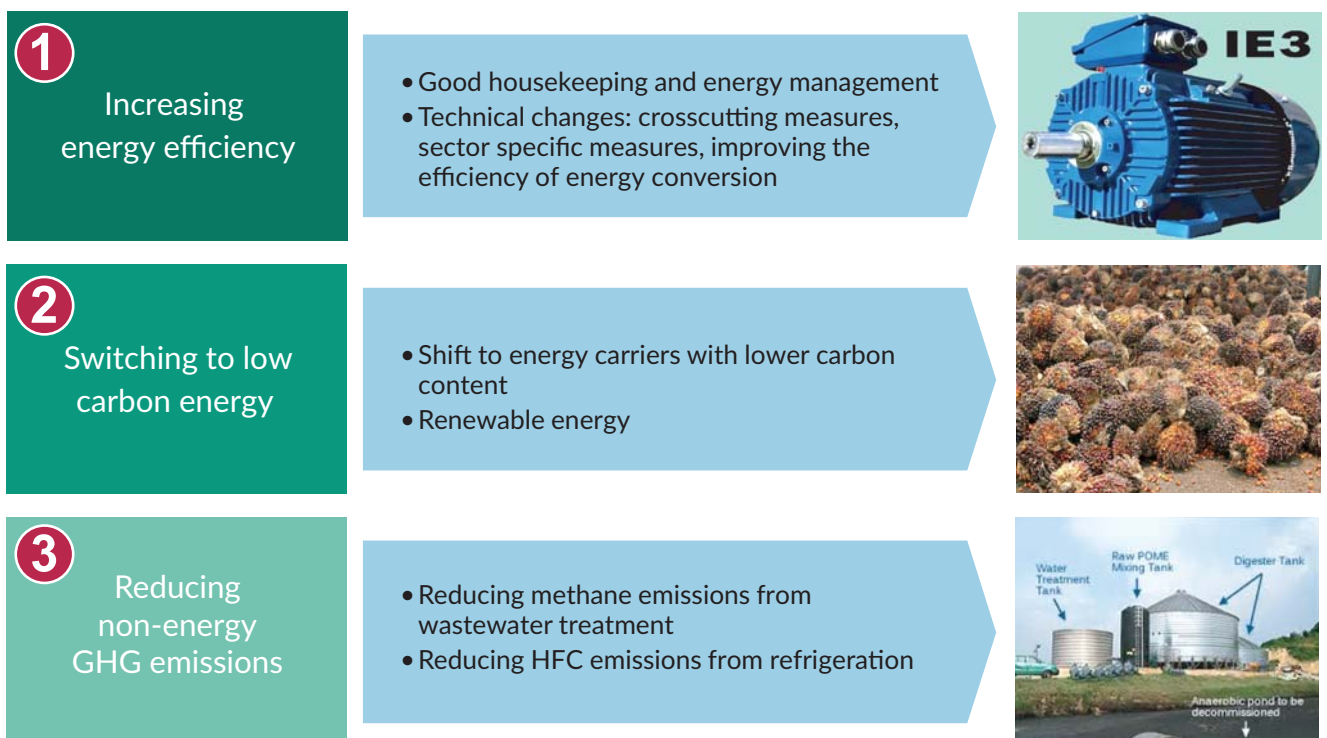 1
Increasing
energy efficiency
• Good housekeeping and energy management
• Technical changes: crosscutting measures,
sector specific measures, improving the
efficiency of energy conversion
IE3
2
Switching to low
carbon energy
• Shift to energy carriers with lower carbon
content
• Renewable energy
3
Reducing
non-energy
GHG emissions
• Reducing methane emissions from
wastewater treatment
• Reducing HFC emissions from refrigeration
Water
Treatment
Tank
Raw POME
Mixing Tank
Digester Tank
Anaerobic pond to be
decommissioned